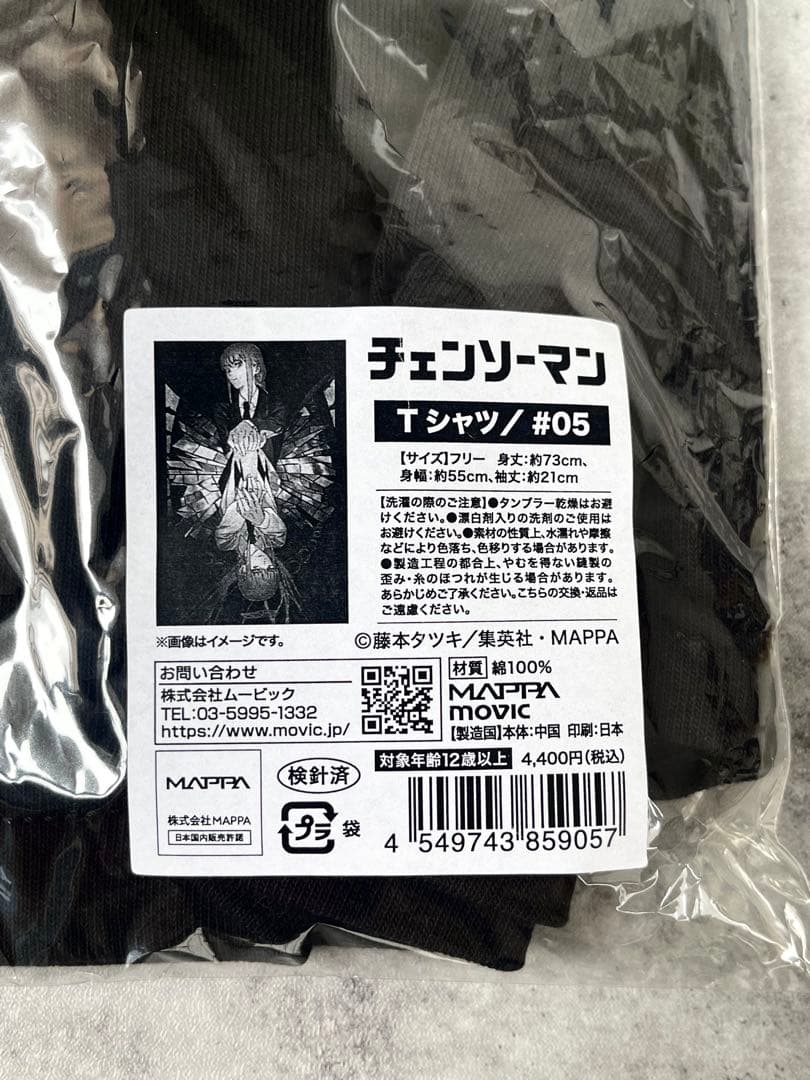 チェンソーマン
Tシャツ/#05
【サイズ】フリー 身丈:約73cm、
身幅:約55cm、袖丈:約21cm
【洗濯の際のご注意】●タンブラー乾燥はお避
けください。●漂白剤入りの洗剤のご使用は
お避けください。●素材の性質上、水濡れや摩擦
などにより色落ち、色移りする場合があります。
●製造工程の都合上、やむを得ない縫製の
歪み・糸のほつれが生じる場合があります。
あらかじめご了承ください。こちらの交換・返品は
ご遠慮ください。
※画像はイメージです。
©藤本タツキ/集英社・MAPPA
お問い合わせ
株式会社ムービック
TEL:03-5995-1332
https://www.movic.jp/
材質 綿100%
MAPPA
movic
【製造国】本体:中国 印刷:日本
対象年齢12歳以上 4,400円(税込)
MAPPA
株式会社MAPPA
日本国内販売許諾
検針済
プラ 袋
4 549743 859057